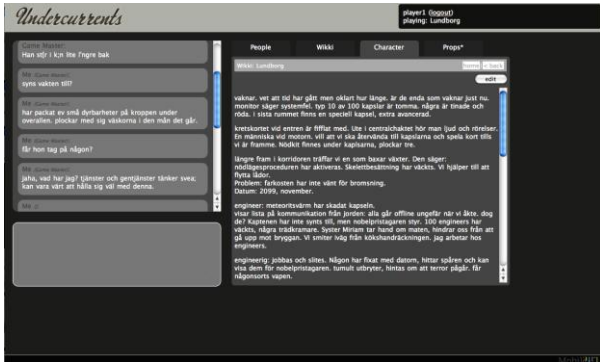 Undercurrents
player1 (logout)
playing: Lundborg
Game Master:
Han st[r i k;n lite l'ngre bak
Me (Game Master):
syns vakten till?
Me (Game Master):
har packat ev små dyrbarheter på kroppen under
overallen. plockar med sig väskorna i den mån det går.
Me (Game Master):
får hon tag på någon?
Me (Game Master):
jaha, vad har jag? tjänster och gentjänster tänker svea;
kan vara värt att hålla sig väl med denna.
Me
People
Wikki
Character
Props*
Wikki: Lundborg
home
< back
edit
vaknar. vet att tid har gått men oklart hur länge. är de enda som vaknar just nu.
monitor säger systemfel. typ 10 av 100 kapslar är tomma. några är tinade och
röda. i sista rummet finns en speciell kapsel, extra avancerad.
kretskortet vid entren är fifflat med. Ute i centralchaktet hör man ljud och rörelser.
En människa vid motorn. vill att vi ska återvända till kapslarna och spela kort tills
vi är framme. Nödkit finnes under kapslarna, plockar tre.
längre fram i korridoren träffar vi en som baxar växter. Den säger:
nödlägesproceduren har aktiveras. Skelettbesättning har väckts. Vi hjälper till att
flytta lådor.
Problem: farkosten har inte vänt för bromsning.
Datum: 2099, november.
engineer: meteoritsvärm har skadat kapseln.
visar lista på kommunikation från jorden: alla går offline ungefär när vi åkte. dog
de? Kaptenen har inte synts till, men nobelpristagaren styr. 100 engineers har
väckts, några trädkramare. Syster Miriam tar hand om maten, hindrar oss från att
gå upp mot bryggan. Vi smiter iväg från kökshandräckningen. jag arbetar hos
engineers.
engineerig: jobbas och slites. Någon har fixat med datorn, hittar spåren och kan
visa dem för nobelpristagaren. tumult utbryter, hintas om att terror pågår. får
någonsorts vapen.